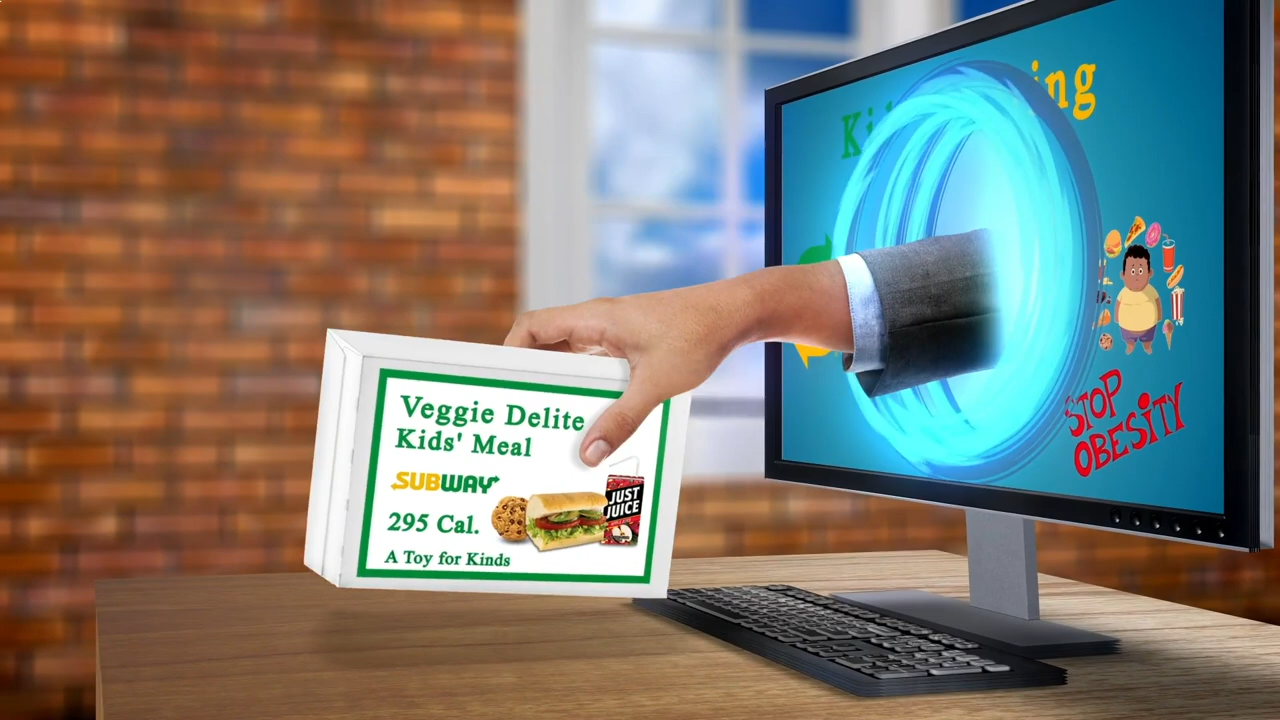 Veggie Delite
Kids' Meal
SUBWAY
295 Cal.
A Toy for Kinds
JUST
JUICE
STOP
OBESITY